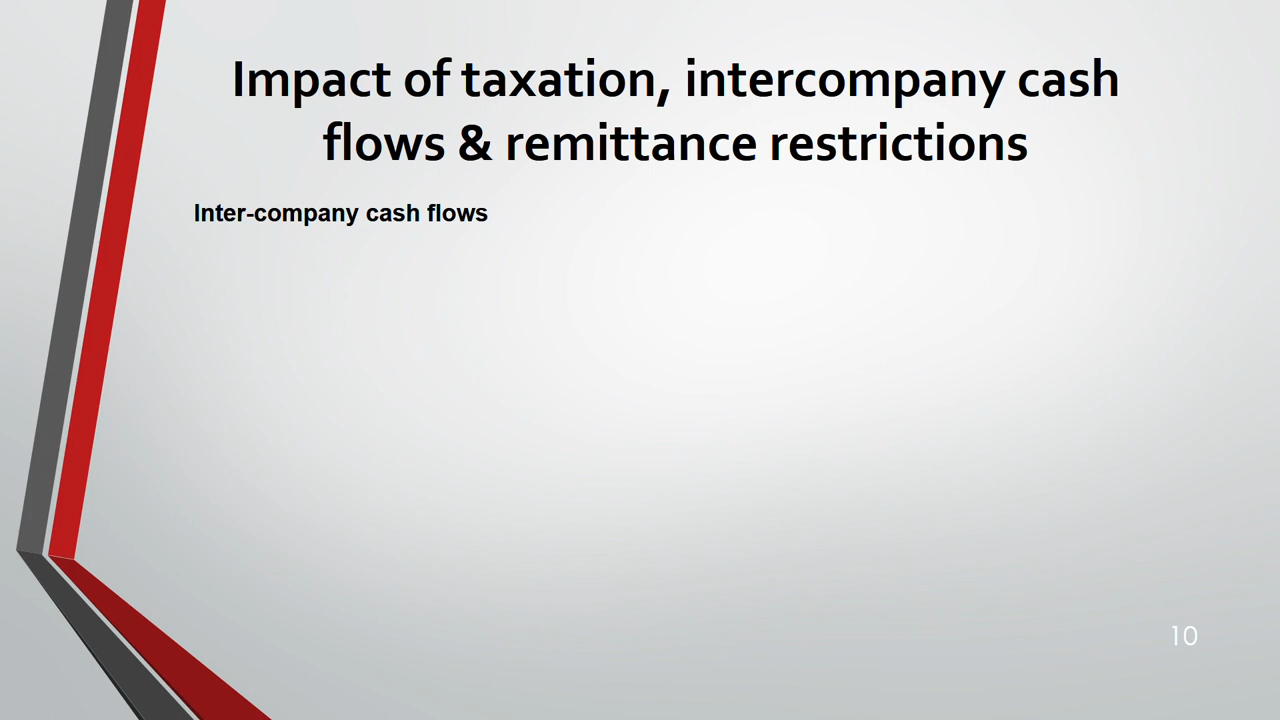 Impact of taxation, intercompany cash
flows & remittance restrictions
Inter-company cash flows
10